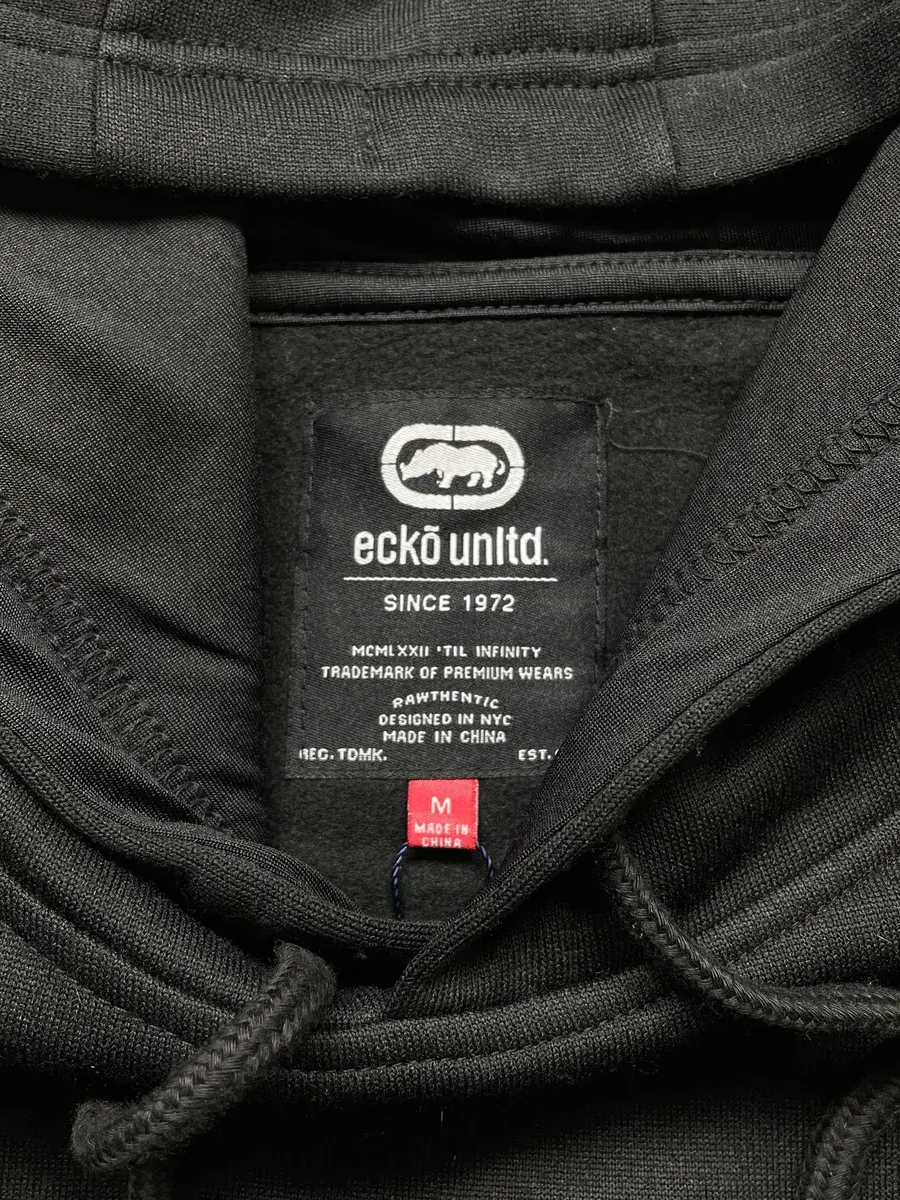 eckō unltd.
SINCE 1972
MCMLXXII 'TIL INFINITY
TRADEMARK OF PREMIUM WEARS
RAWTHENTIC
DESIGNED IN NYC
MADE IN CHINA
REG. TDMK. EST.
M
MADE IN
CHINA